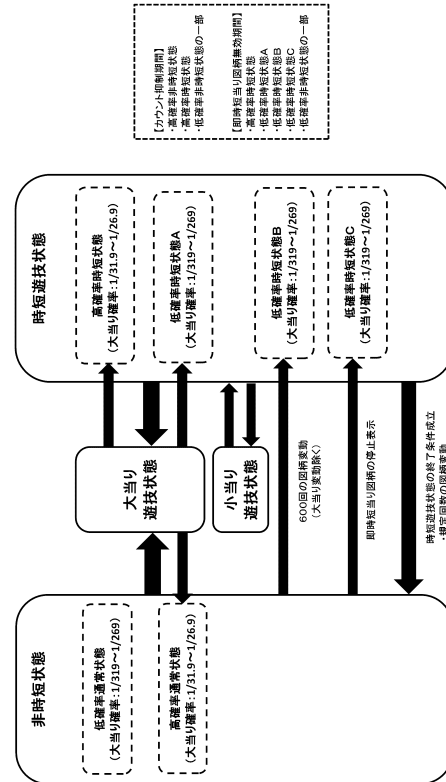 非時短状態
低確率通常状態
(大当り確率:1/319～1/269)
高確率通常状態
(大当り確率:1/31.9～1/26.9)
大当り
遊技状態
小当り
遊技状態
600回の図柄変動
(大当り変動除く)
即時短当り図柄の停止表示
時短遊技状態の終了条件成立
・規定回数の図柄変動
時短遊技状態
高確率時短状態
(大当り確率:1/31.9～1/26.9)
低確率時短状態A
(大当り確率:1/319～1/269)
低確率時短状態B
(大当り確率:1/319～1/269)
低確率時短状態C
(大当り確率:1/319～1/269)
【カウント抑制期間】
・高確率非時短状態
・高確率時短状態
・低確率非時短状態の一部
【即時短当り図柄無効期間】
・高確率時短状態
・低確率時短状態A
・低確率時短状態B
・低確率時短状態C
・低確率非時短状態の一部